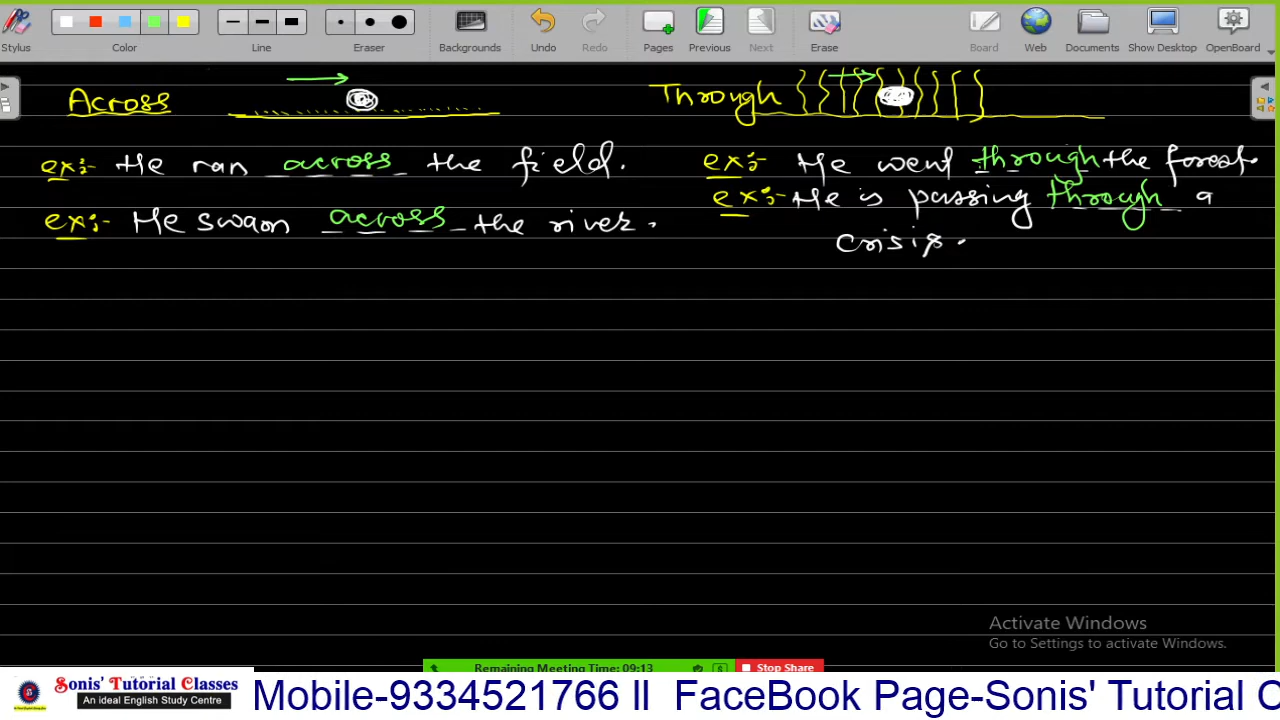 Stylus Color Line Eraser Backgrounds Undo Redo Pages Previous Next Erase Board Web Documents Show Desktop OpenBoard
Across
ex:- He ran across the field.
ex:- He swam across the river.
Through
ex:- He went through the forest.
ex:- He is passing through a
crisis.
Activate Windows
Go to Settings to activate Windows.
Remaining Meeting Time: 09:13 Stop Share
Sonis' Tutorial Classes
An ideal English Study Centre
Mobile-9334521766 ll FaceBook Page-Sonis' Tutorial C